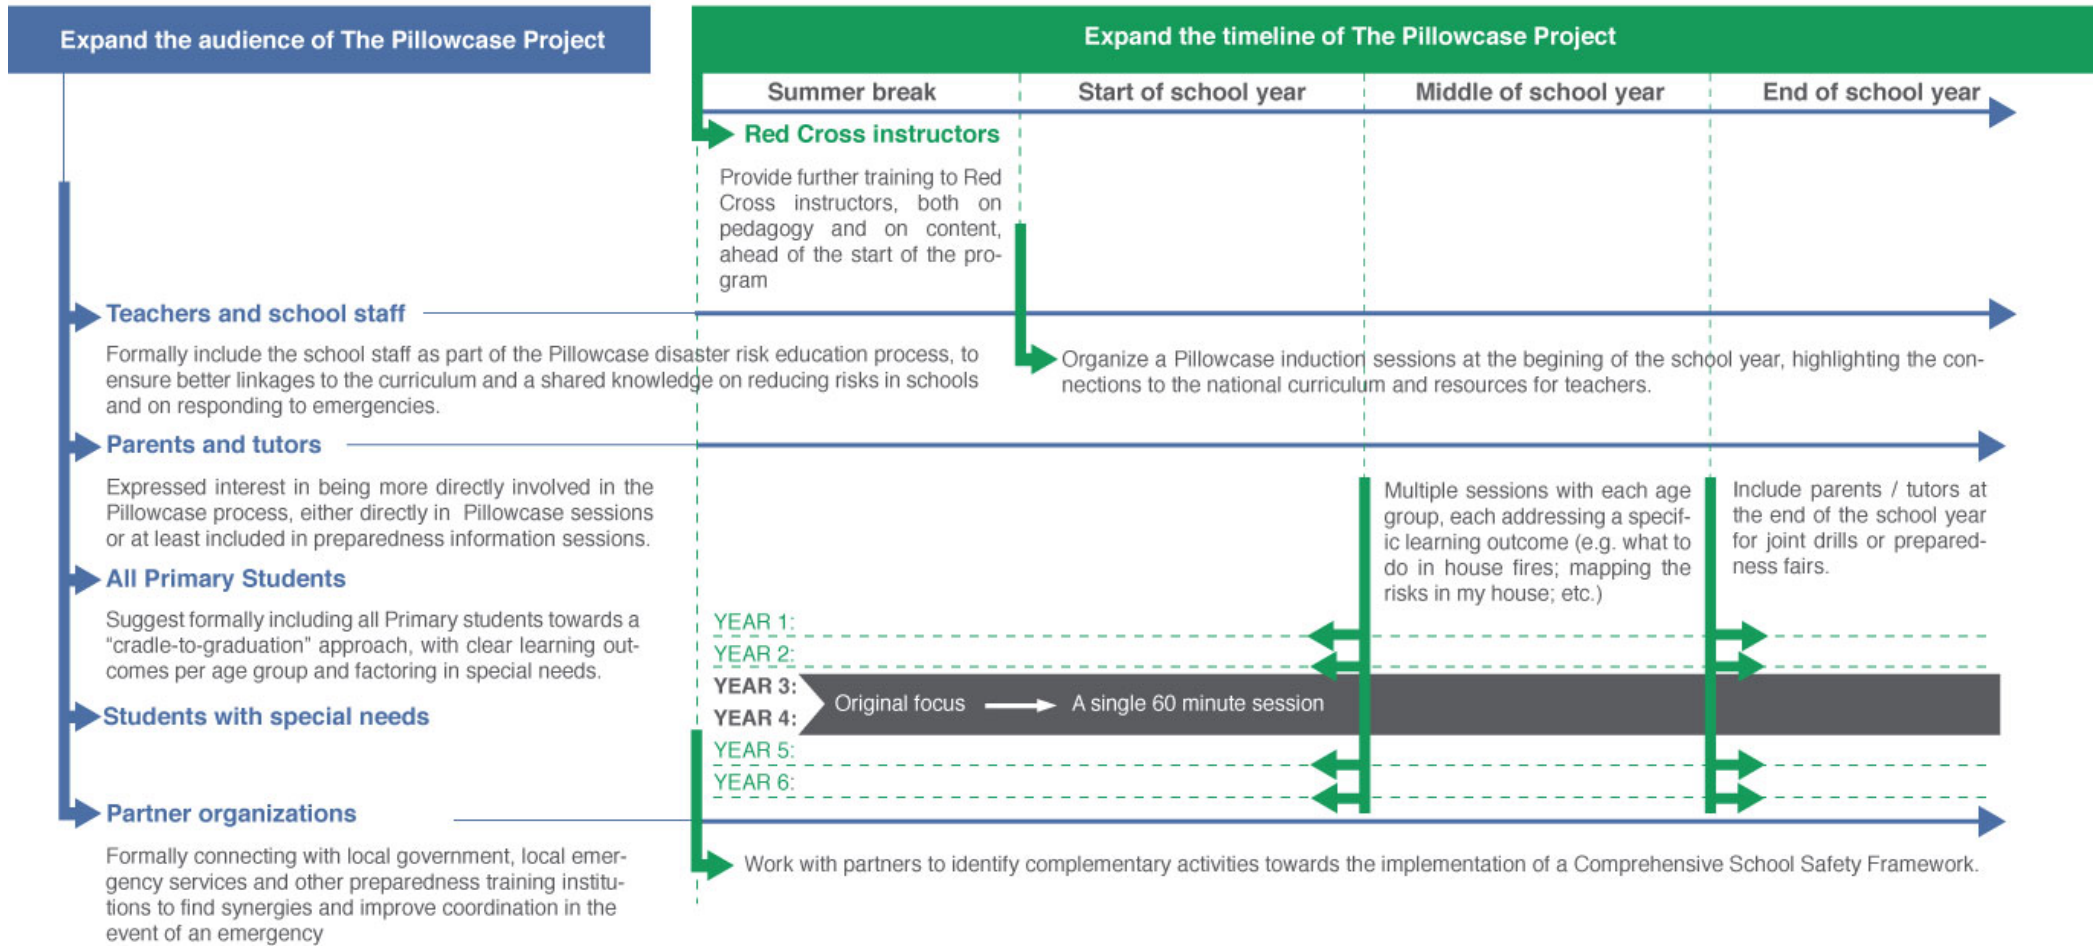 Expand the audience of The Pillowcase Project
Expand the timeline of The Pillowcase Project
Summer break
Start of school year
Middle of school year
End of school year
Red Cross instructors
Provide further training to Red
Cross instructors, both on
pedagogy and on content,
ahead of the start of the pro-
gram
Teachers and school staff
Formally include the school staff as part of the Pillowcase disaster risk education process, to
ensure better linkages to the curriculum and a shared knowledge on reducing risks in schools
and on responding to emergencies.
Organize a Pillowcase induction sessions at the begining of the school year, highlighting the con-
nections to the national curriculum and resources for teachers.
Parents and tutors
Expressed interest in being more directly involved in the
Pillowcase process, either directly in Pillowcase sessions
or at least included in preparedness information sessions.
Multiple sessions with each age
group, each addressing a specif-
ic learning outcome (e.g. what to
do in house fires; mapping the
risks in my house; etc.)
Include parents / tutors at
the end of the school year
for joint drills or prepared-
ness fairs.
All Primary Students
Suggest formally including all Primary students towards a
“cradle-to-graduation” approach, with clear learning out-
comes per age group and factoring in special needs.
Students with special needs
YEAR 1:
YEAR 2:
YEAR 3:
YEAR 4:
Original focus
A single 60 minute session
YEAR 5:
YEAR 6:
Partner organizations
Formally connecting with local government, local emer-
gency services and other preparedness training institu-
tions to find synergies and improve coordination in the
event of an emergency
Work with partners to identify complementary activities towards the implementation of a Comprehensive School Safety Framework.